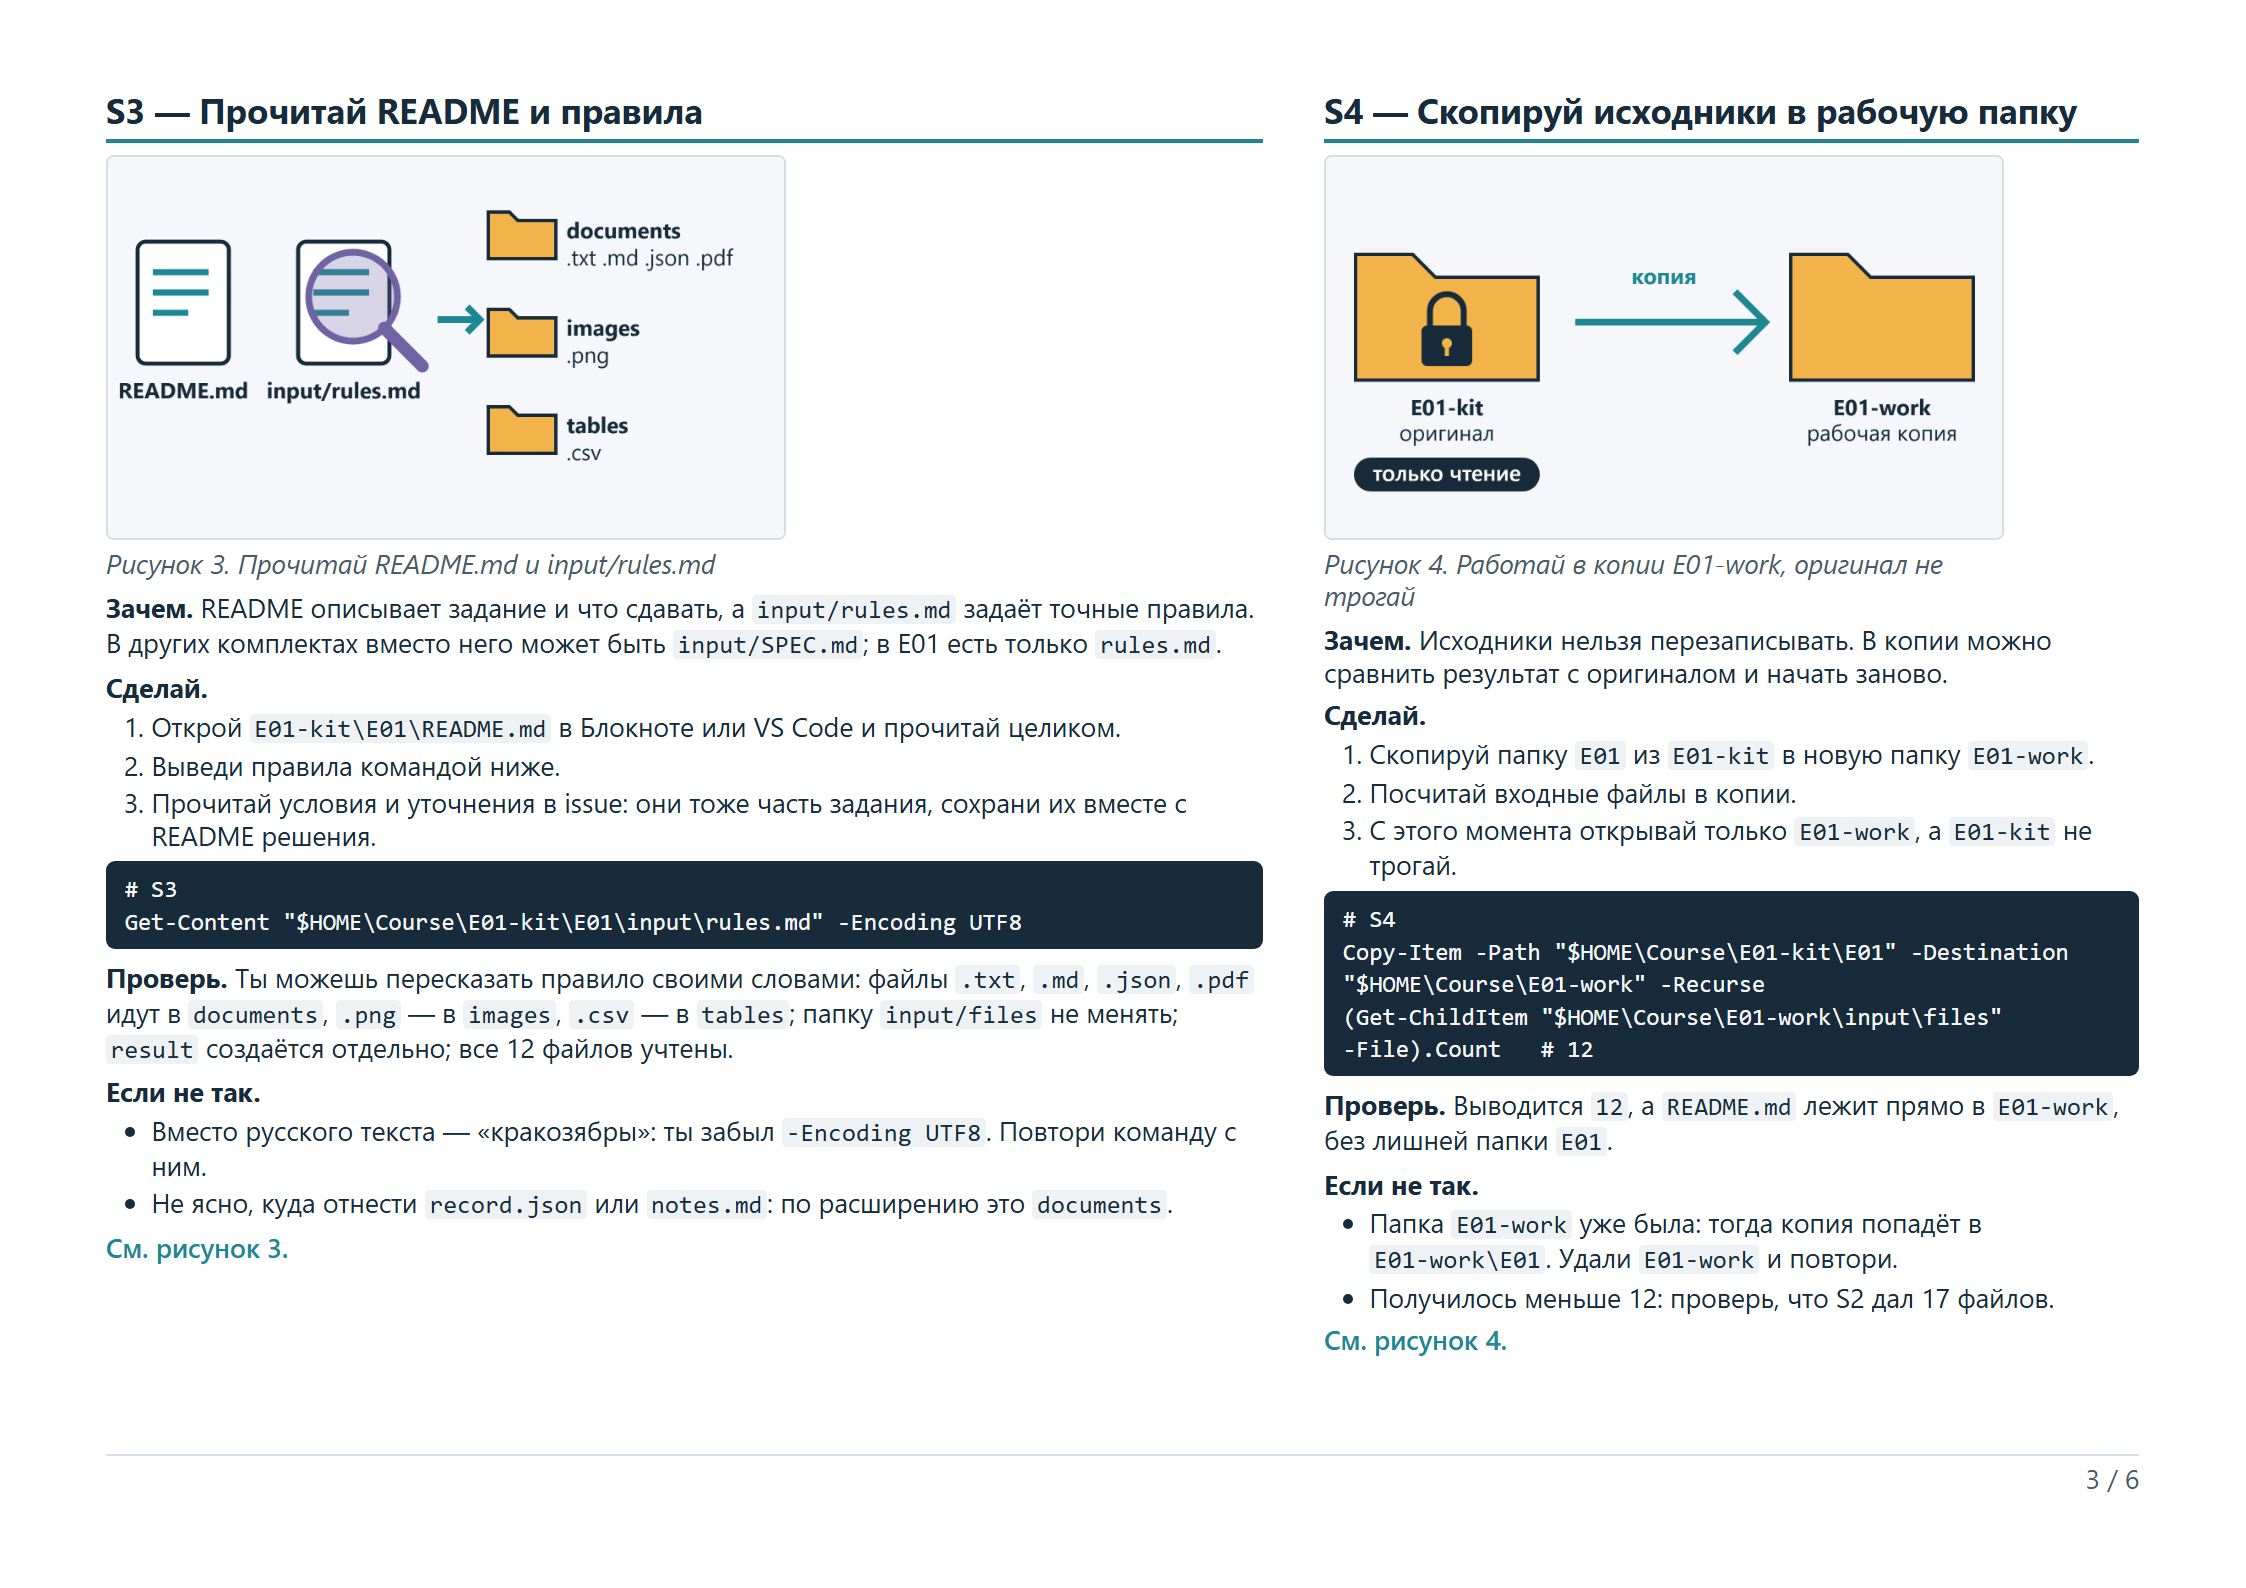 S3 — Прочитай README и правила
README.md
input/rules.md
documents
.txt .md .json .pdf
images
.png
tables
.csv
Рисунок 3. Прочитай README.md и input/rules.md
Зачем. README описывает задание и что сдавать, а input/rules.md задаёт точные правила.
В других комплектах вместо него может быть input/SPEC.md; в E01 есть только rules.md.
Сделай.
1. Открой E01-kit\E01\README.md в Блокноте или VS Code и прочитай целиком.
2. Выведи правила командой ниже.
3. Прочитай условия и уточнения в issue: они тоже часть задания, сохрани их вместе с
README решения.
# S3
Get-Content "$HOME\Course\E01-kit\E01\input\rules.md" -Encoding UTF8
Проверь. Ты можешь пересказать правило своими словами: файлы .txt, .md, .json, .pdf
идут в documents, .png — в images, .csv — в tables; папку input/files не менять;
result создаётся отдельно; все 12 файлов учтены.
Если не так.
• Вместо русского текста — «кракозябры»: ты забыл -Encoding UTF8. Повтори команду с
ним.
• Не ясно, куда отнести record.json или notes.md: по расширению это documents.
См. рисунок 3.
S4 — Скопируй исходники в рабочую папку
копия
E01-kit
оригинал
только чтение
E01-work
рабочая копия
Рисунок 4. Работай в копии E01-work, оригинал не
трогай
Зачем. Исходники нельзя перезаписывать. В копии можно
сравнить результат с оригиналом и начать заново.
Сделай.
1. Скопируй папку E01 из E01-kit в новую папку E01-work.
2. Посчитай входные файлы в копии.
3. С этого момента открывай только E01-work, а E01-kit не
трогай.
# S4
Copy-Item -Path "$HOME\Course\E01-kit\E01" -Destination
"$HOME\Course\E01-work" -Recurse
(Get-ChildItem "$HOME\Course\E01-work\input\files"
-File).Count   # 12
Проверь. Выводится 12, а README.md лежит прямо в E01-work,
без лишней папки E01.
Если не так.
• Папка E01-work уже была: тогда копия попадёт в
E01-work\E01. Удали E01-work и повтори.
• Получилось меньше 12: проверь, что S2 дал 17 файлов.
См. рисунок 4.
3 / 6